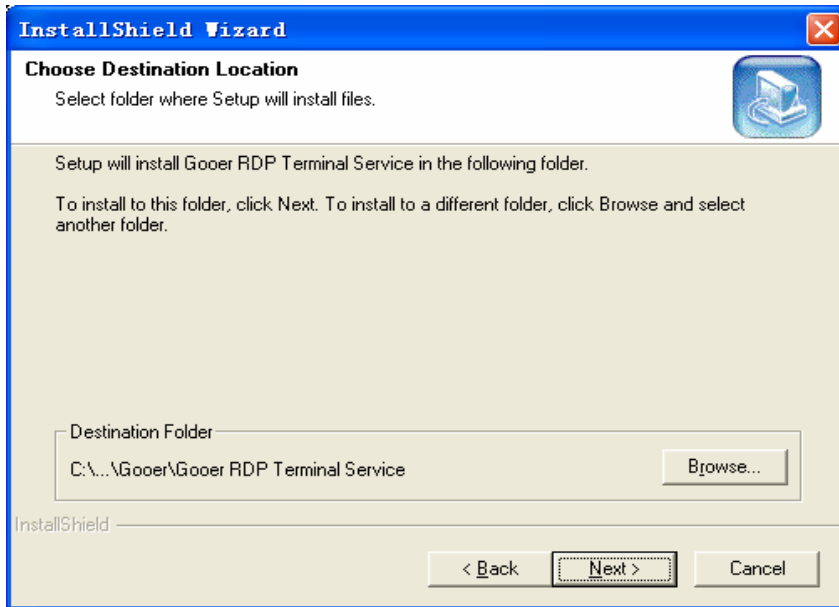 InstallShield Wizard
Choose Destination Location
Select folder where Setup will install files.
Setup will install Gooer RDP Terminal Service in the following folder.
To install to this folder, click Next. To install to a different folder, click Browse and select
another folder.
Destination Folder
C:\...\Gooer\Gooer RDP Terminal Service
Browse...
InstallShield
< Back
Next >
Cancel